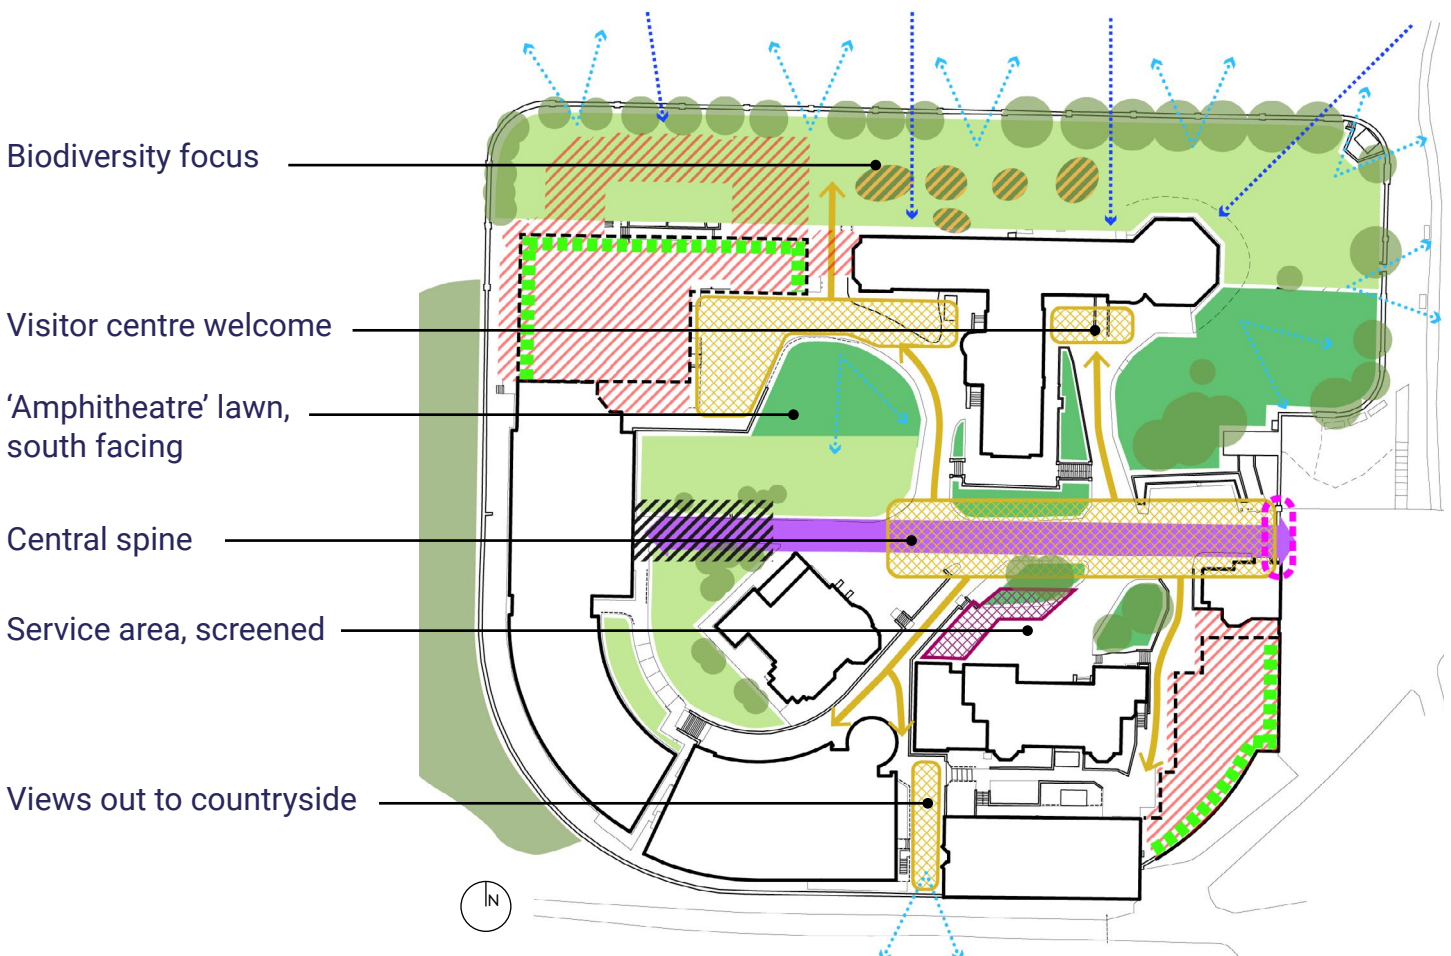 Biodiversity focus
Visitor centre welcome
‘Amphitheatre’ lawn,
south facing
Central spine
Service area, screened
Views out to countryside
N